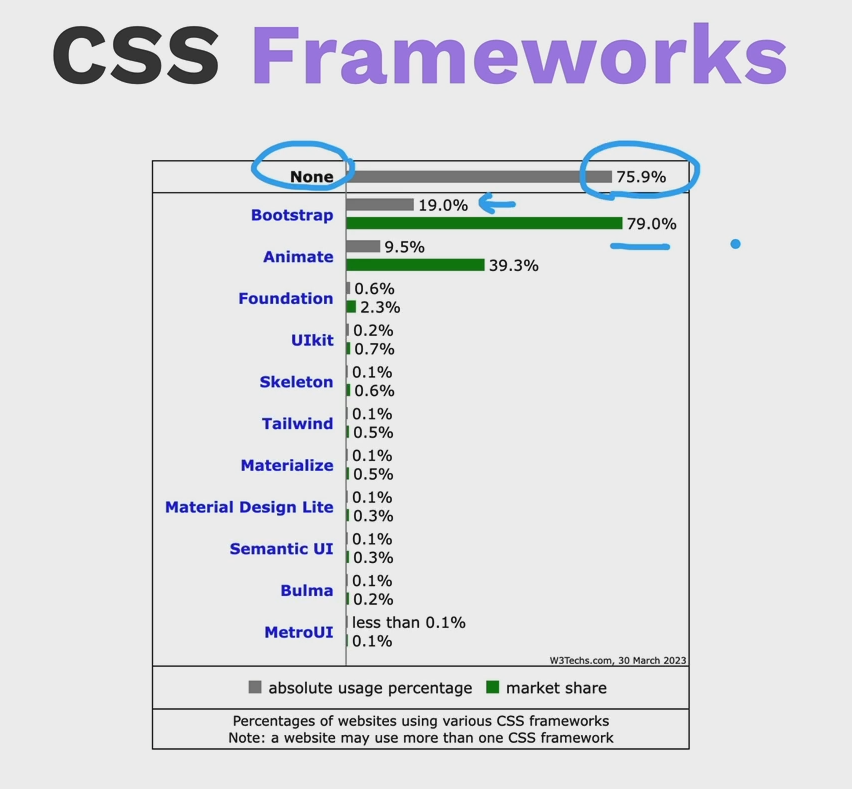 CSS Frameworks
None 75.9%
Bootstrap 19.0%
79.0%
Animate 9.5%
39.3%
Foundation 0.6%
2.3%
UIkit 0.2%
0.7%
Skeleton 0.1%
0.6%
Tailwind 0.1%
0.5%
Materialize 0.1%
0.5%
Material Design Lite 0.1%
0.3%
Semantic UI 0.1%
0.3%
Bulma 0.1%
0.2%
MetroUI less than 0.1%
0.1%
W3Techs.com, 30 March 2023
absolute usage percentage market share
Percentages of websites using various CSS frameworks
Note: a website may use more than one CSS framework